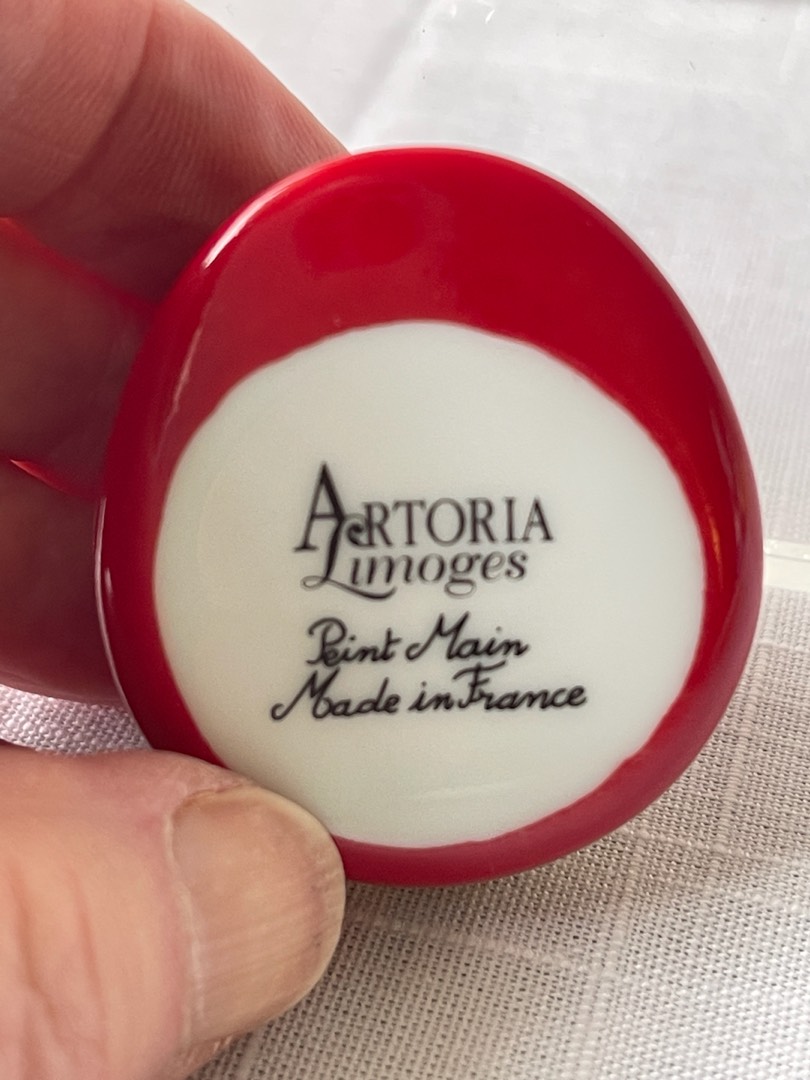 ARTORIA
Limoges
Peint Main
Made in France